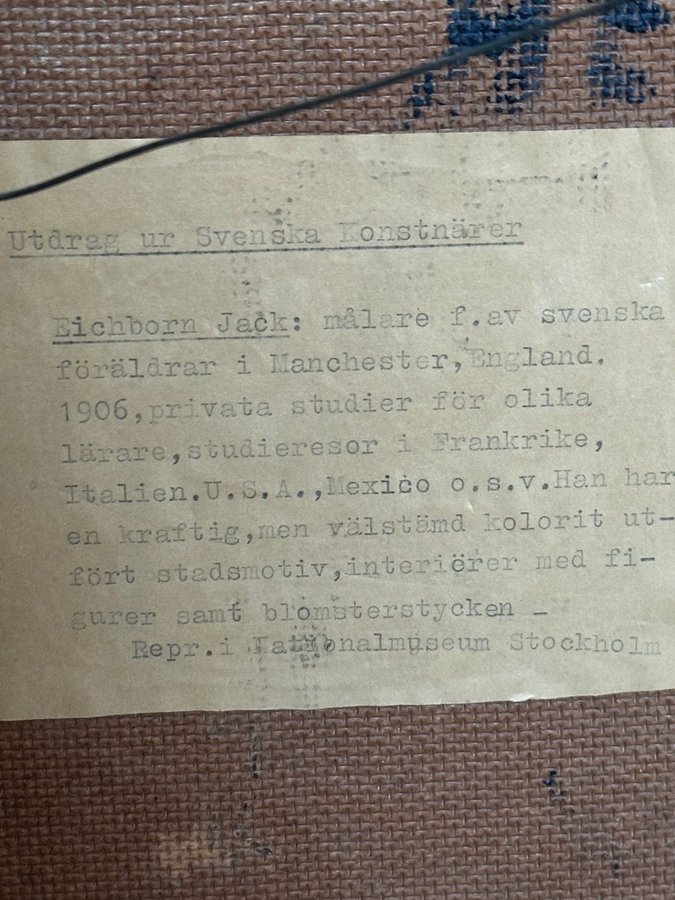 Utdrag ur Svenska Konstnärer
Eichborn Jack: målare f.av svenska
föräldrar i Manchester,England.
1906,privata studier för olika
lärare,studieresor i Frankrike,
Italien.U.S.A.,Mexico o.s.v.Han har
en kraftig,men välstämd kolorit ut-
fört stadsmotiv,interiörer med fi-
gurer samt blomsterstycken -
Repr.i Nationalmuseum Stockholm